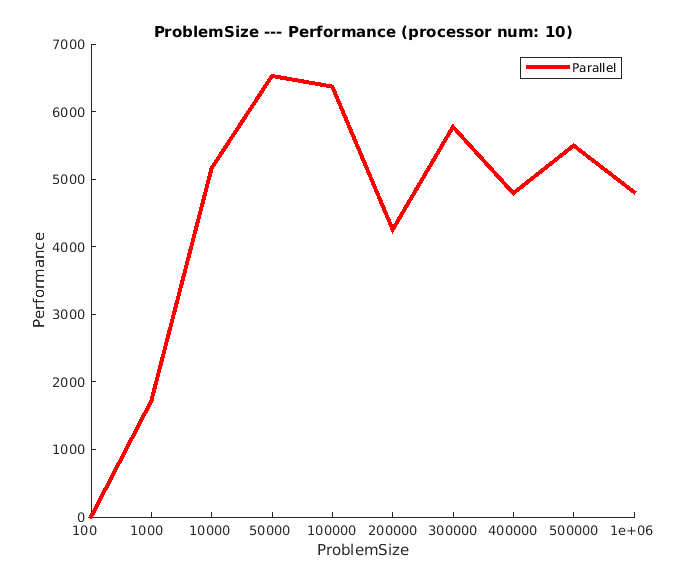 ProblemSize --- Performance (processor num: 10)
Parallel
Performance
7000
6000
5000
4000
3000
2000
1000
0
100 1000 10000 50000 100000 200000 300000 400000 500000 1e+06
ProblemSize